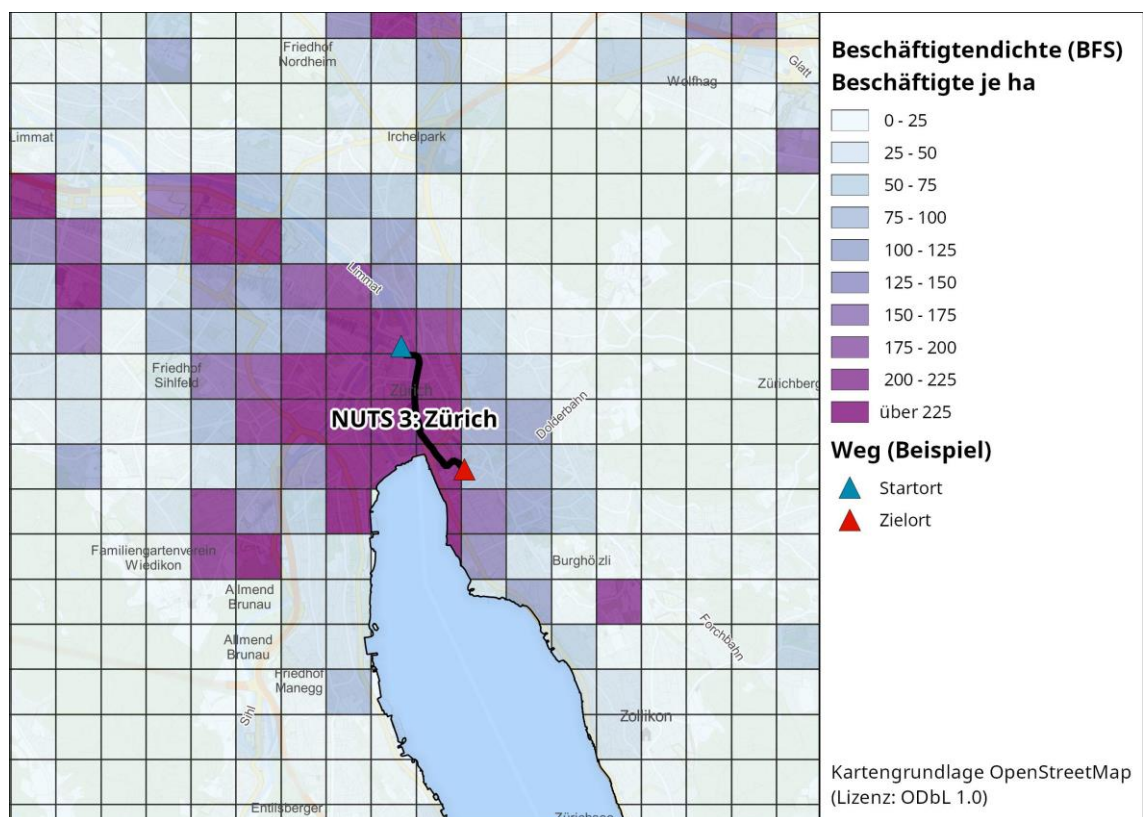 Friedhof
Nordheim
Wolfhag
Glatt
Limmat
Irchelpark
Limmat
Friedhof
Sihlfeld
Zürich
Zürichberg
NUTS 3: Zürich
Dolderbahn
Familiengartenverein
Wiedikon
Burghölzli
Allmend
Brunau
Forchbahn
Allmend
Brunau
Friedhof
Manegg
Sihl
Zollikon
Entlisberger
Zürichsee
Beschäftigtendichte (BFS)
Beschäftigte je ha
0 - 25
25 - 50
50 - 75
75 - 100
100 - 125
125 - 150
150 - 175
175 - 200
200 - 225
über 225
Weg (Beispiel)
Startort
Zielort
Kartengrundlage OpenStreetMap
(Lizenz: ODbL 1.0)